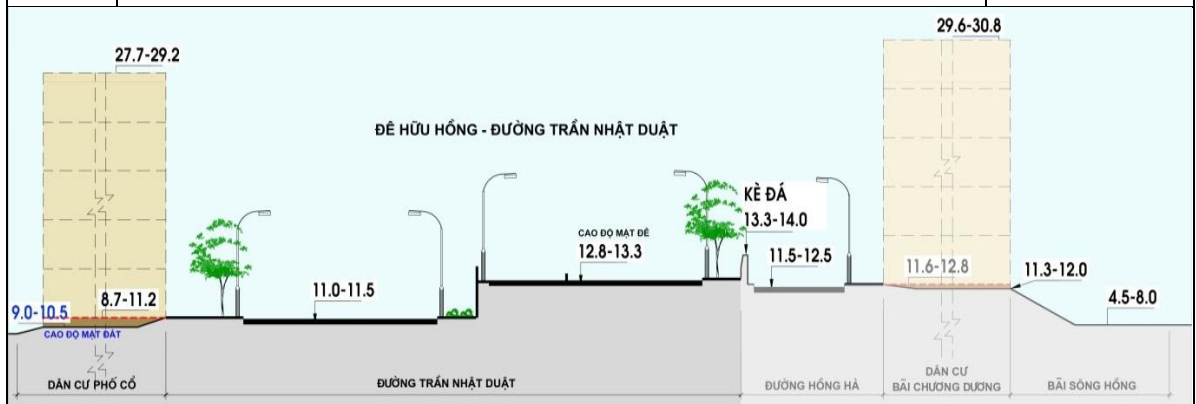 29.6-30.8
27.7-29.2
ĐÊ HỮU HỒNG - ĐƯỜNG TRẦN NHẬT DUẬT
KÈ ĐÁ
13.3-14.0
CAO ĐỘ MẶT ĐÊ
12.8-13.3
11.5-12.5
11.6-12.8
11.3-12.0
11.0-11.5
8.7-11.2
9.0-10.5
4.5-8.0
CAO ĐỘ MẶT ĐẤT
DÂN CƯ PHỐ CỔ
ĐƯỜNG TRẦN NHẬT DUẬT
ĐƯỜNG HỒNG HÀ
DÂN CƯ
BÃI CHƯƠNG DƯƠNG
BÃI SÔNG HỒNG